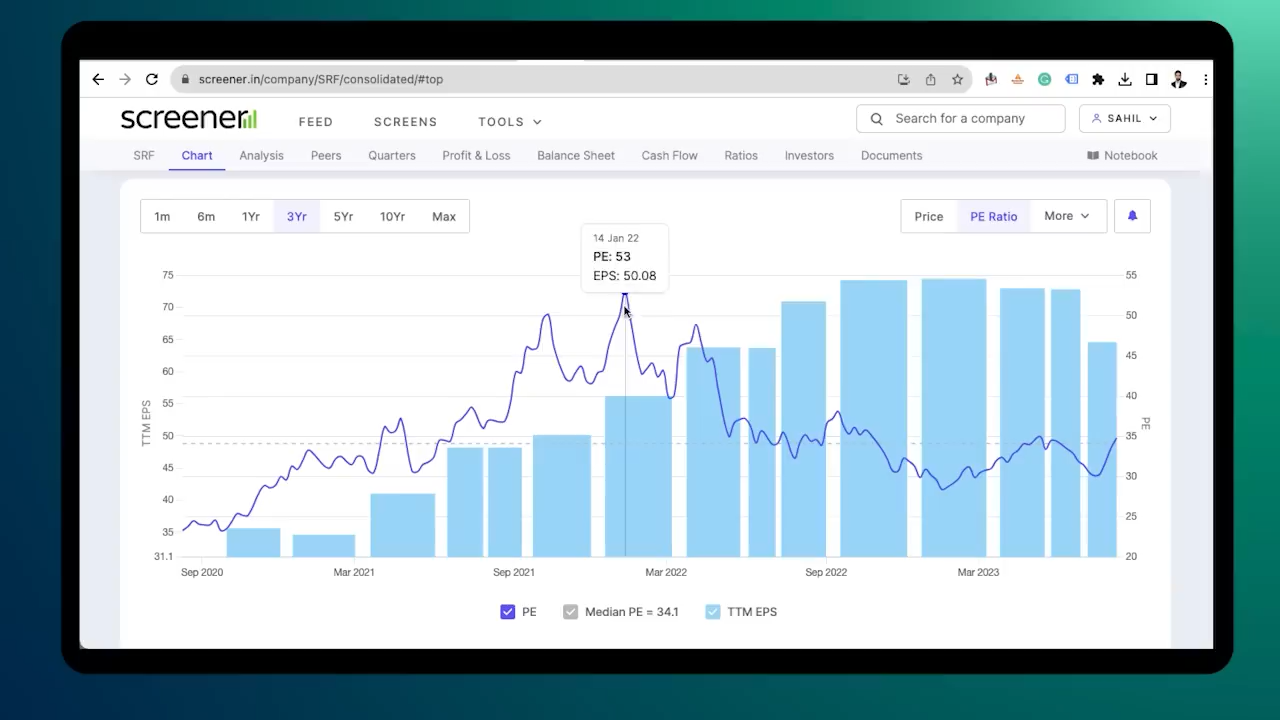 screener.in/company/SRF/consolidated/#top
screener
FEED
SCREENS
TOOLS
Search for a company
SAHIL
SRF
Chart
Analysis
Peers
Quarters
Profit & Loss
Balance Sheet
Cash Flow
Ratios
Investors
Documents
Notebook
1m
6m
1Yr
3Yr
5Yr
10Yr
Max
Price
PE Ratio
More
14 Jan 22
PE: 53
EPS: 50.08
75
70
65
60
55
50
45
40
35
31.1
TTM EPS
55
50
45
40
35
30
25
20
PE
Sep 2020
Mar 2021
Sep 2021
Mar 2022
Sep 2022
Mar 2023
PE
Median PE = 34.1
TTM EPS